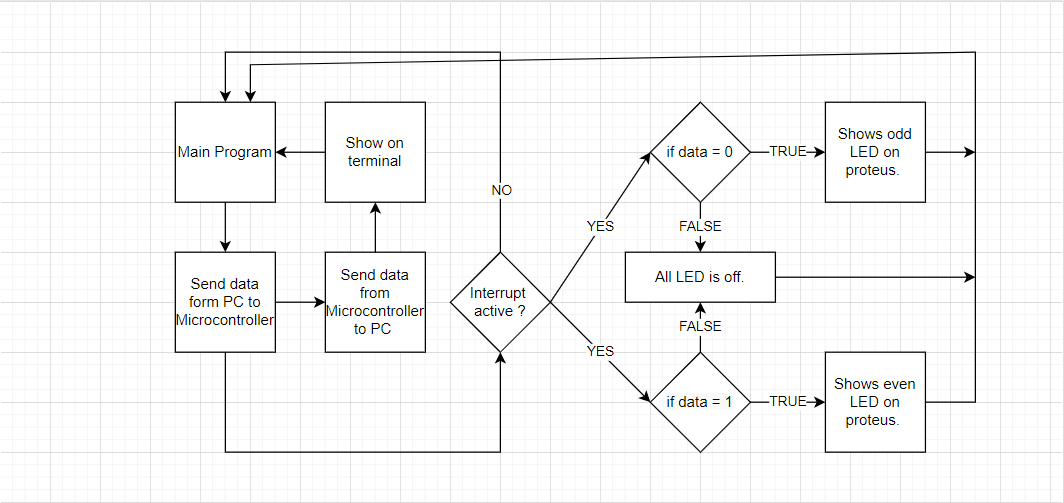 Main Program
Show on
terminal
Send data
form PC to
Microcontroller
Send data
from
Microcontroller
to PC
NO
Interrupt
active ?
YES
YES
if data = 0
TRUE
Shows odd
LED on
proteus.
FALSE
All LED is off.
FALSE
if data = 1
TRUE
Shows even
LED on
proteus.